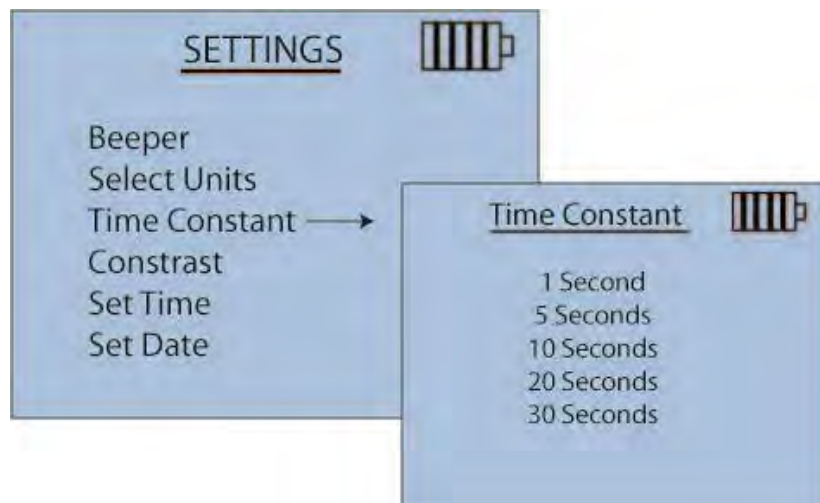 SETTINGS
Beeper
Select Units
Time Constant
Constrast
Set Time
Set Date
Time Constant
1 Second
5 Seconds
10 Seconds
20 Seconds
30 Seconds